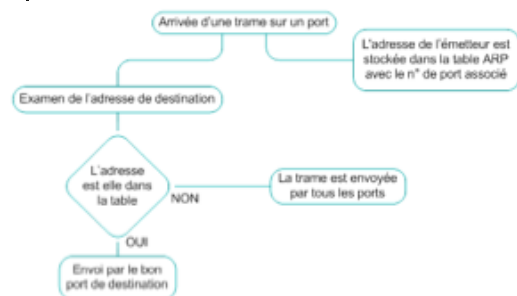 Arrivée d'une trame sur un port
L'adresse de l'émetteur est
stockée dans la table ARP
avec le n° de port associé
Examen de l'adresse de destination
L'adresse
est elle dans
la table
NON
La trame est envoyée
par tous les ports
OUI
Envoi par le bon
port de destination